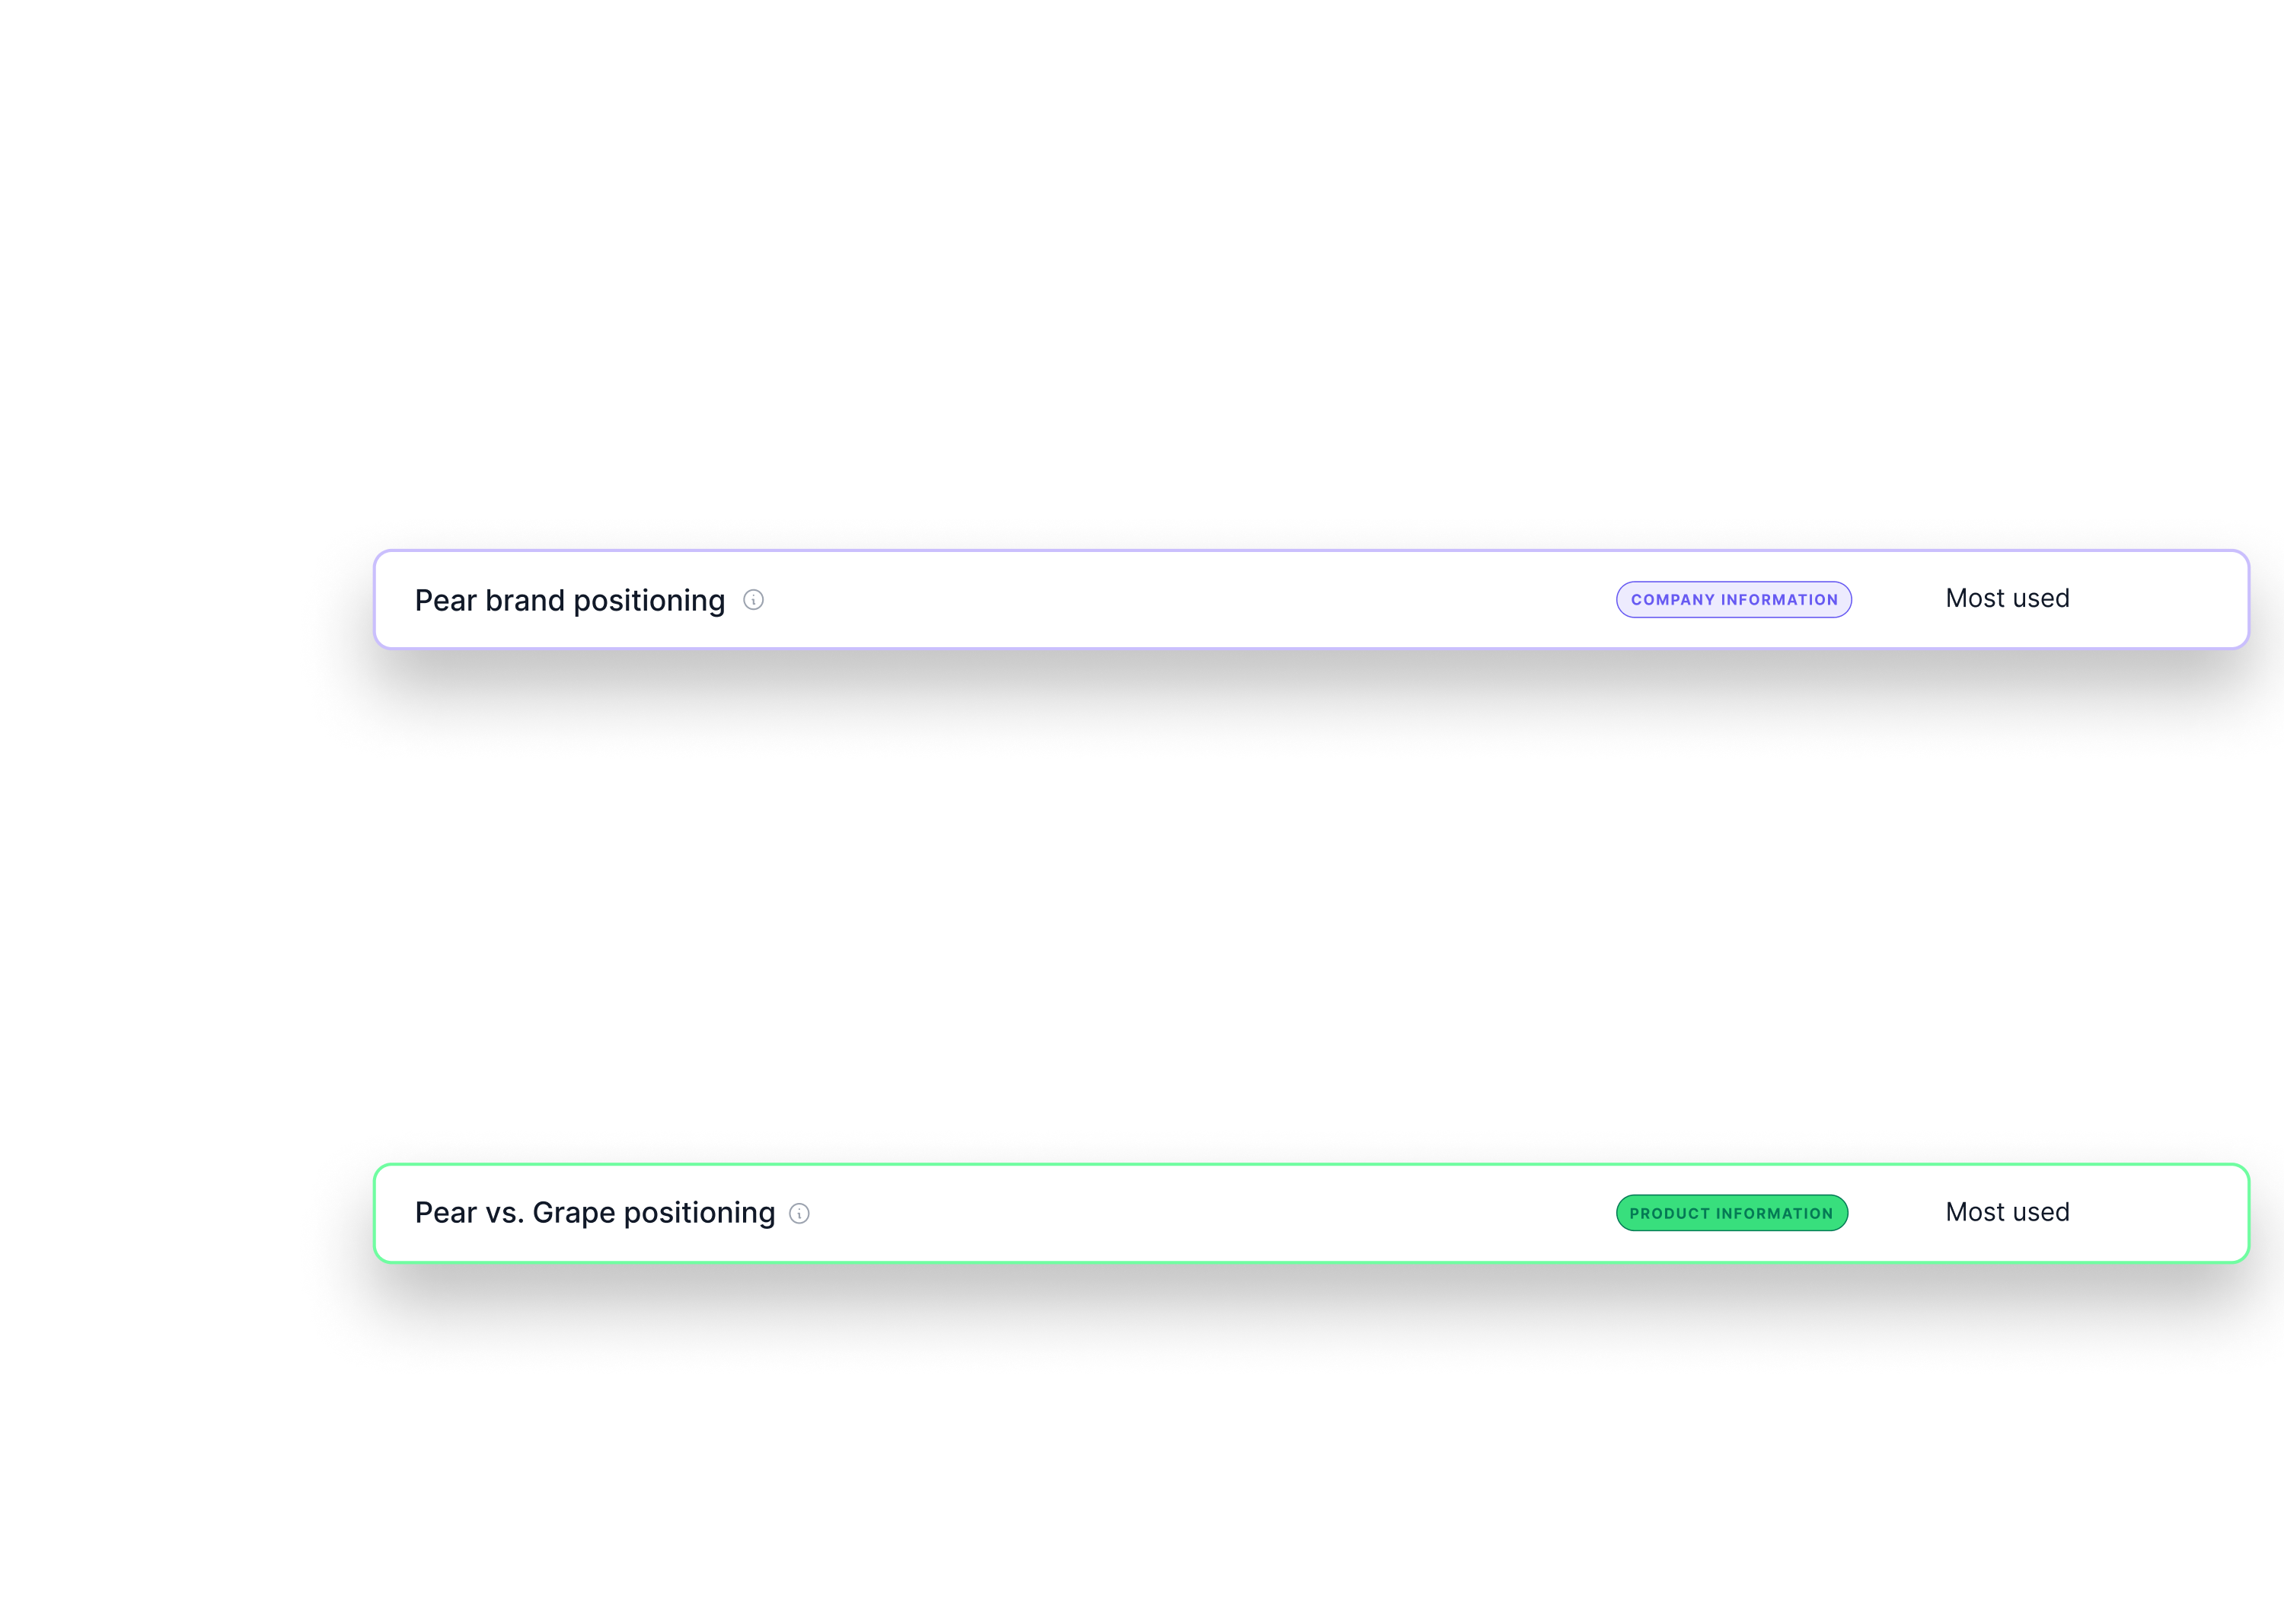 Pear brand positioning COMPANY INFORMATION Most used
Pear vs. Grape positioning PRODUCT INFORMATION Most used